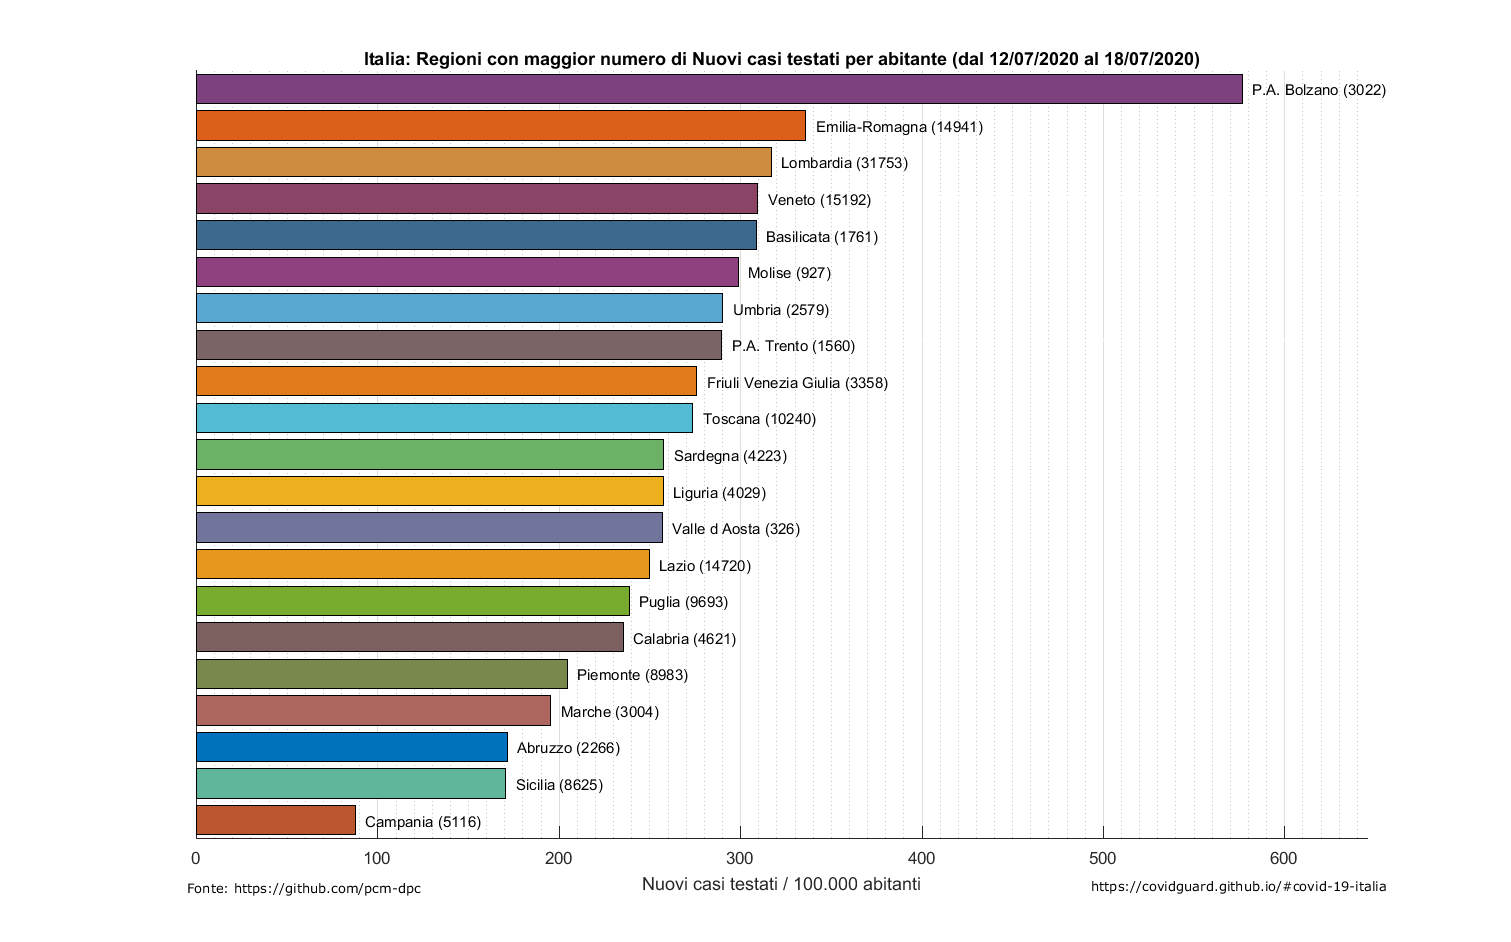 Italia: Regioni con maggior numero di Nuovi casi testati per abitante (dal 12/07/2020 al 18/07/2020)
P.A. Bolzano (3022)
Emilia-Romagna (14941)
Lombardia (31753)
Veneto (15192)
Basilicata (1761)
Molise (927)
Umbria (2579)
P.A. Trento (1560)
Friuli Venezia Giulia (3358)
Toscana (10240)
Sardegna (4223)
Liguria (4029)
Valle d Aosta (326)
Lazio (14720)
Puglia (9693)
Calabria (4621)
Piemonte (8983)
Marche (3004)
Abruzzo (2266)
Sicilia (8625)
Campania (5116)
0 100 200 300 400 500 600
Nuovi casi testati / 100.000 abitanti
Fonte: https://github.com/pcm-dpc
https://covidguard.github.io/#covid-19-italia